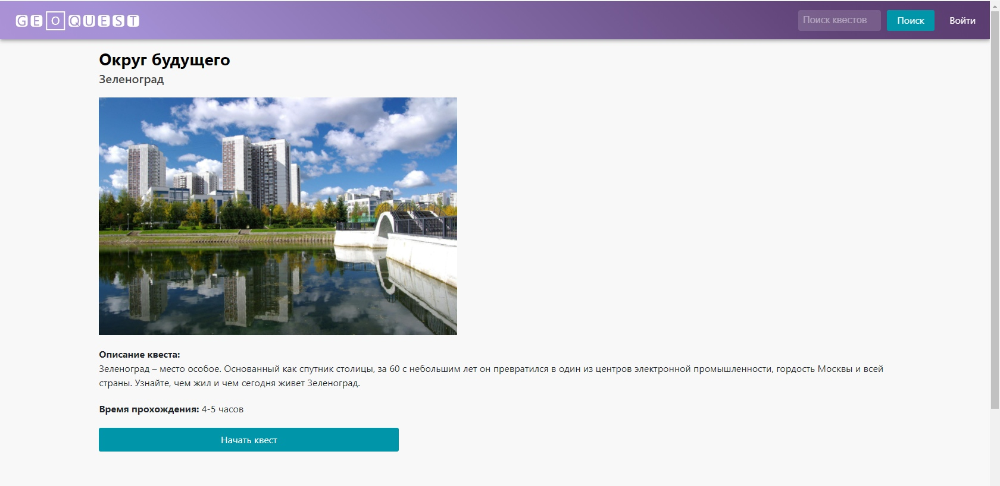 GEOQUEST
Поиск квестов
Поиск
Войти
Округ будущего
Зеленоград
Описание квеста:
Зеленоград – место особое. Основанный как спутник столицы, за 60 с небольшим лет он превратился в один из центров электронной промышленности, гордость Москвы и всей
страны. Узнайте, чем жил и чем сегодня живет Зеленоград.
Время прохождения: 4-5 часов
Начать квест